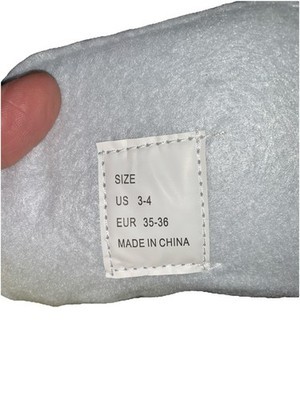 SIZE
US 3-4
EUR 35-36
MADE IN CHINA